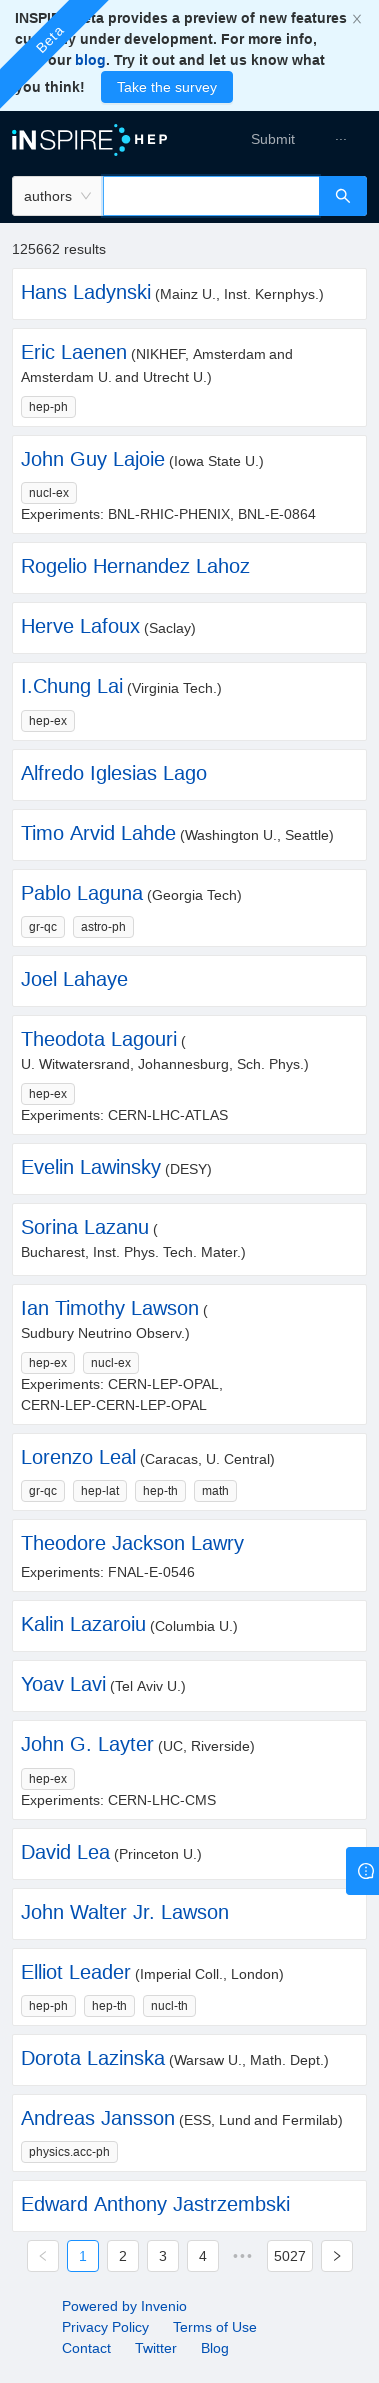 INSPIRE beta provides a preview of new features
currently under development. For more info,
our blog. Try it out and let us know what
you think! Take the survey
Beta
iNSPIRE HEP
Submit ···
authors
125662 results
Hans Ladynski (Mainz U., Inst. Kernphys.)
Eric Laenen (NIKHEF, Amsterdam and
Amsterdam U. and Utrecht U.)
hep-ph
John Guy Lajoie (Iowa State U.)
nucl-ex
Experiments: BNL-RHIC-PHENIX, BNL-E-0864
Rogelio Hernandez Lahoz
Herve Lafoux (Saclay)
I.Chung Lai (Virginia Tech.)
hep-ex
Alfredo Iglesias Lago
Timo Arvid Lahde (Washington U., Seattle)
Pablo Laguna (Georgia Tech)
gr-qc astro-ph
Joel Lahaye
Theodota Lagouri (
U. Witwatersrand, Johannesburg, Sch. Phys.)
hep-ex
Experiments: CERN-LHC-ATLAS
Evelin Lawinsky (DESY)
Sorina Lazanu (
Bucharest, Inst. Phys. Tech. Mater.)
Ian Timothy Lawson (
Sudbury Neutrino Observ.)
hep-ex nucl-ex
Experiments: CERN-LEP-OPAL,
CERN-LEP-CERN-LEP-OPAL
Lorenzo Leal (Caracas, U. Central)
gr-qc hep-lat hep-th math
Theodore Jackson Lawry
Experiments: FNAL-E-0546
Kalin Lazaroiu (Columbia U.)
Yoav Lavi (Tel Aviv U.)
John G. Layter (UC, Riverside)
hep-ex
Experiments: CERN-LHC-CMS
David Lea (Princeton U.)
John Walter Jr. Lawson
Elliot Leader (Imperial Coll., London)
hep-ph hep-th nucl-th
Dorota Lazinska (Warsaw U., Math. Dept.)
Andreas Jansson (ESS, Lund and Fermilab)
physics.acc-ph
Edward Anthony Jastrzembski
1 2 3 4 ••• 5027
Powered by Invenio
Privacy Policy Terms of Use
Contact Twitter Blog